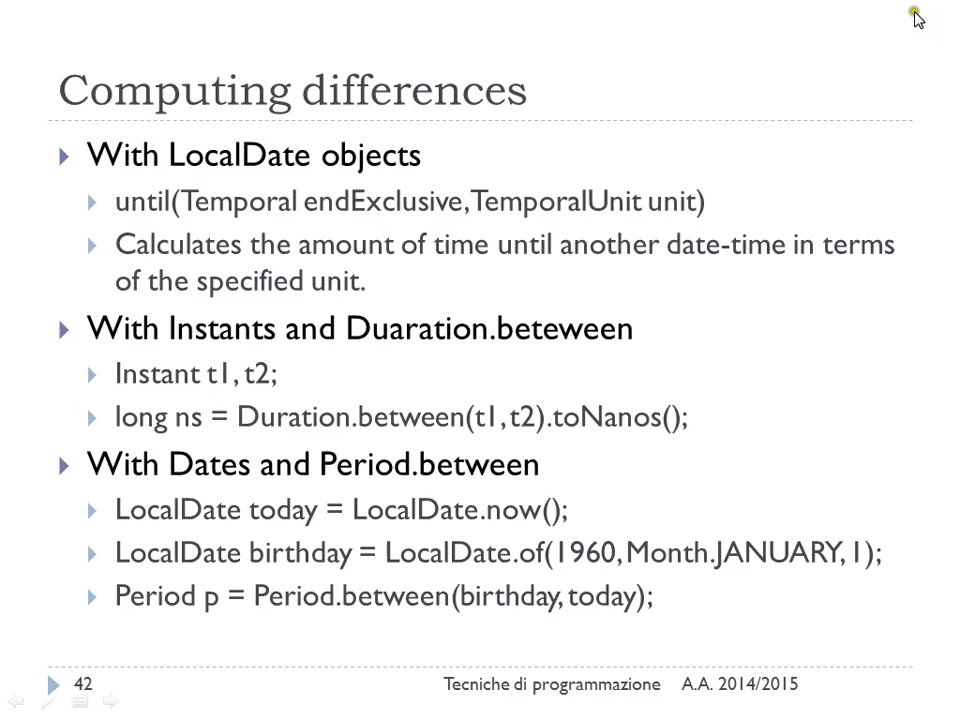 Computing differences
With LocalDate objects
until(Temporal endExclusive, TemporalUnit unit)
Calculates the amount of time until another date-time in terms
of the specified unit.
With Instants and Duaration.beteween
Instant t1, t2;
long ns = Duration.between(t1, t2).toNanos();
With Dates and Period.between
LocalDate today = LocalDate.now();
LocalDate birthday = LocalDate.of(1960, Month.JANUARY, 1);
Period p = Period.between(birthday, today);
42 Tecniche di programmazione A.A. 2014/2015